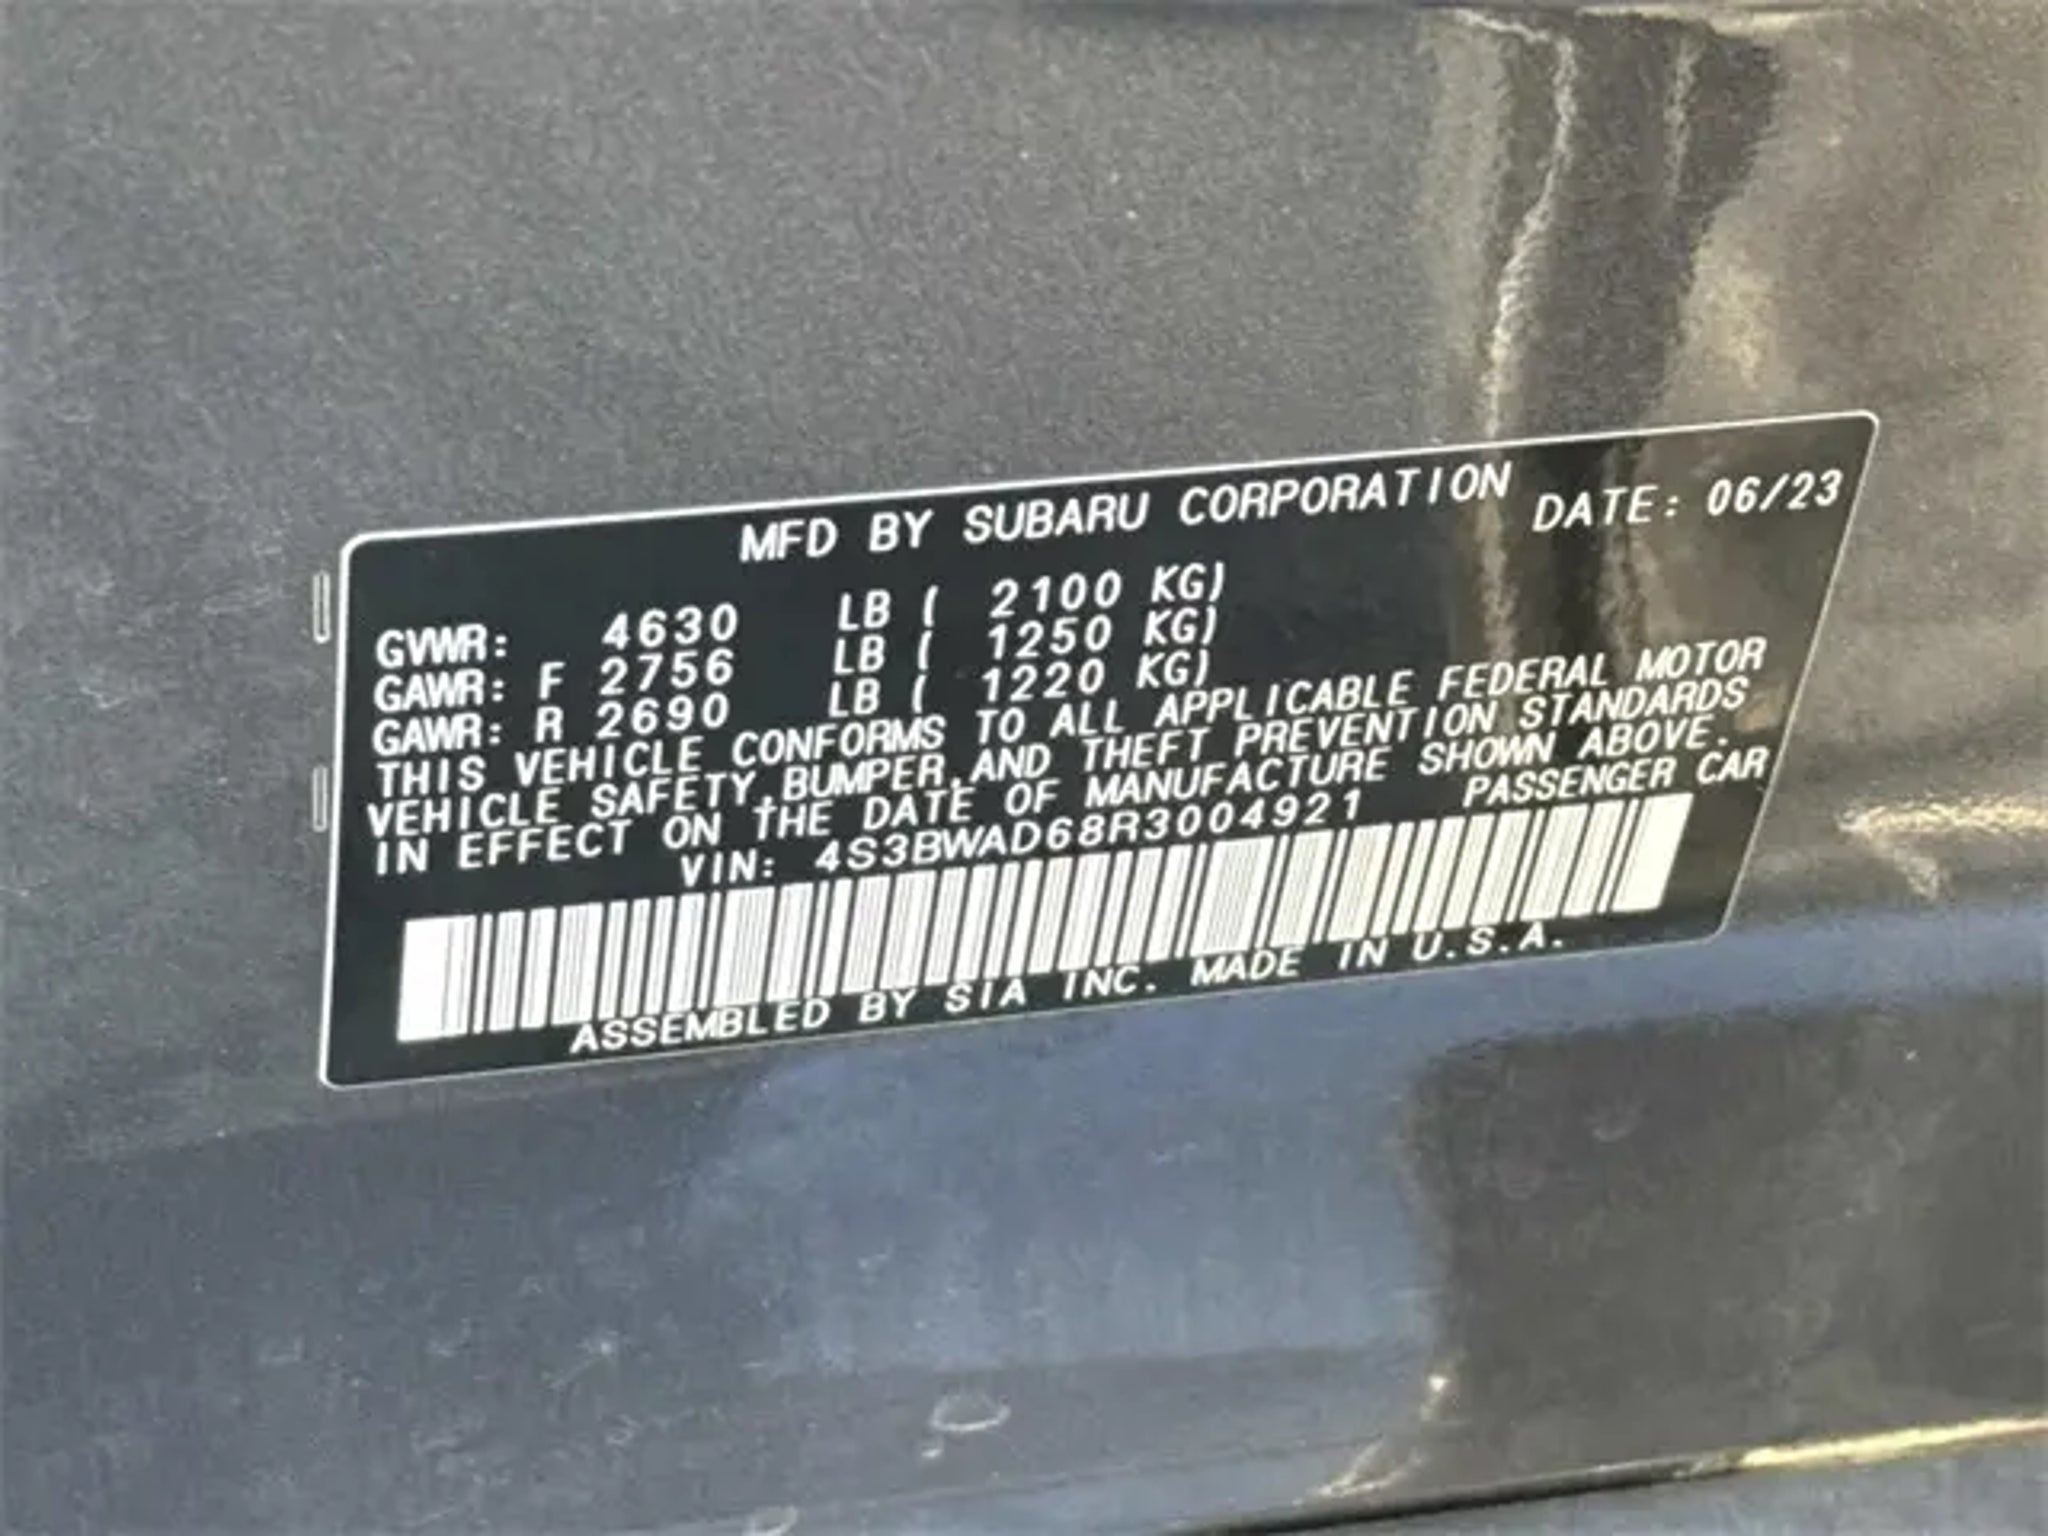 MFD BY SUBARU CORPORATION DATE: 06/23
GVWR: 4630 LB ( 2100 KG)
GAWR: F 2756 LB ( 1250 KG)
GAWR: R 2690 LB ( 1220 KG)
THIS VEHICLE CONFORMS TO ALL APPLICABLE FEDERAL MOTOR
VEHICLE SAFETY,BUMPER,AND THEFT PREVENTION STANDARDS
IN EFFECT ON THE DATE OF MANUFACTURE SHOWN ABOVE.
VIN: 4S3BWAD68R3004921 PASSENGER CAR
ASSEMBLED BY SIA INC. MADE IN U.S.A.